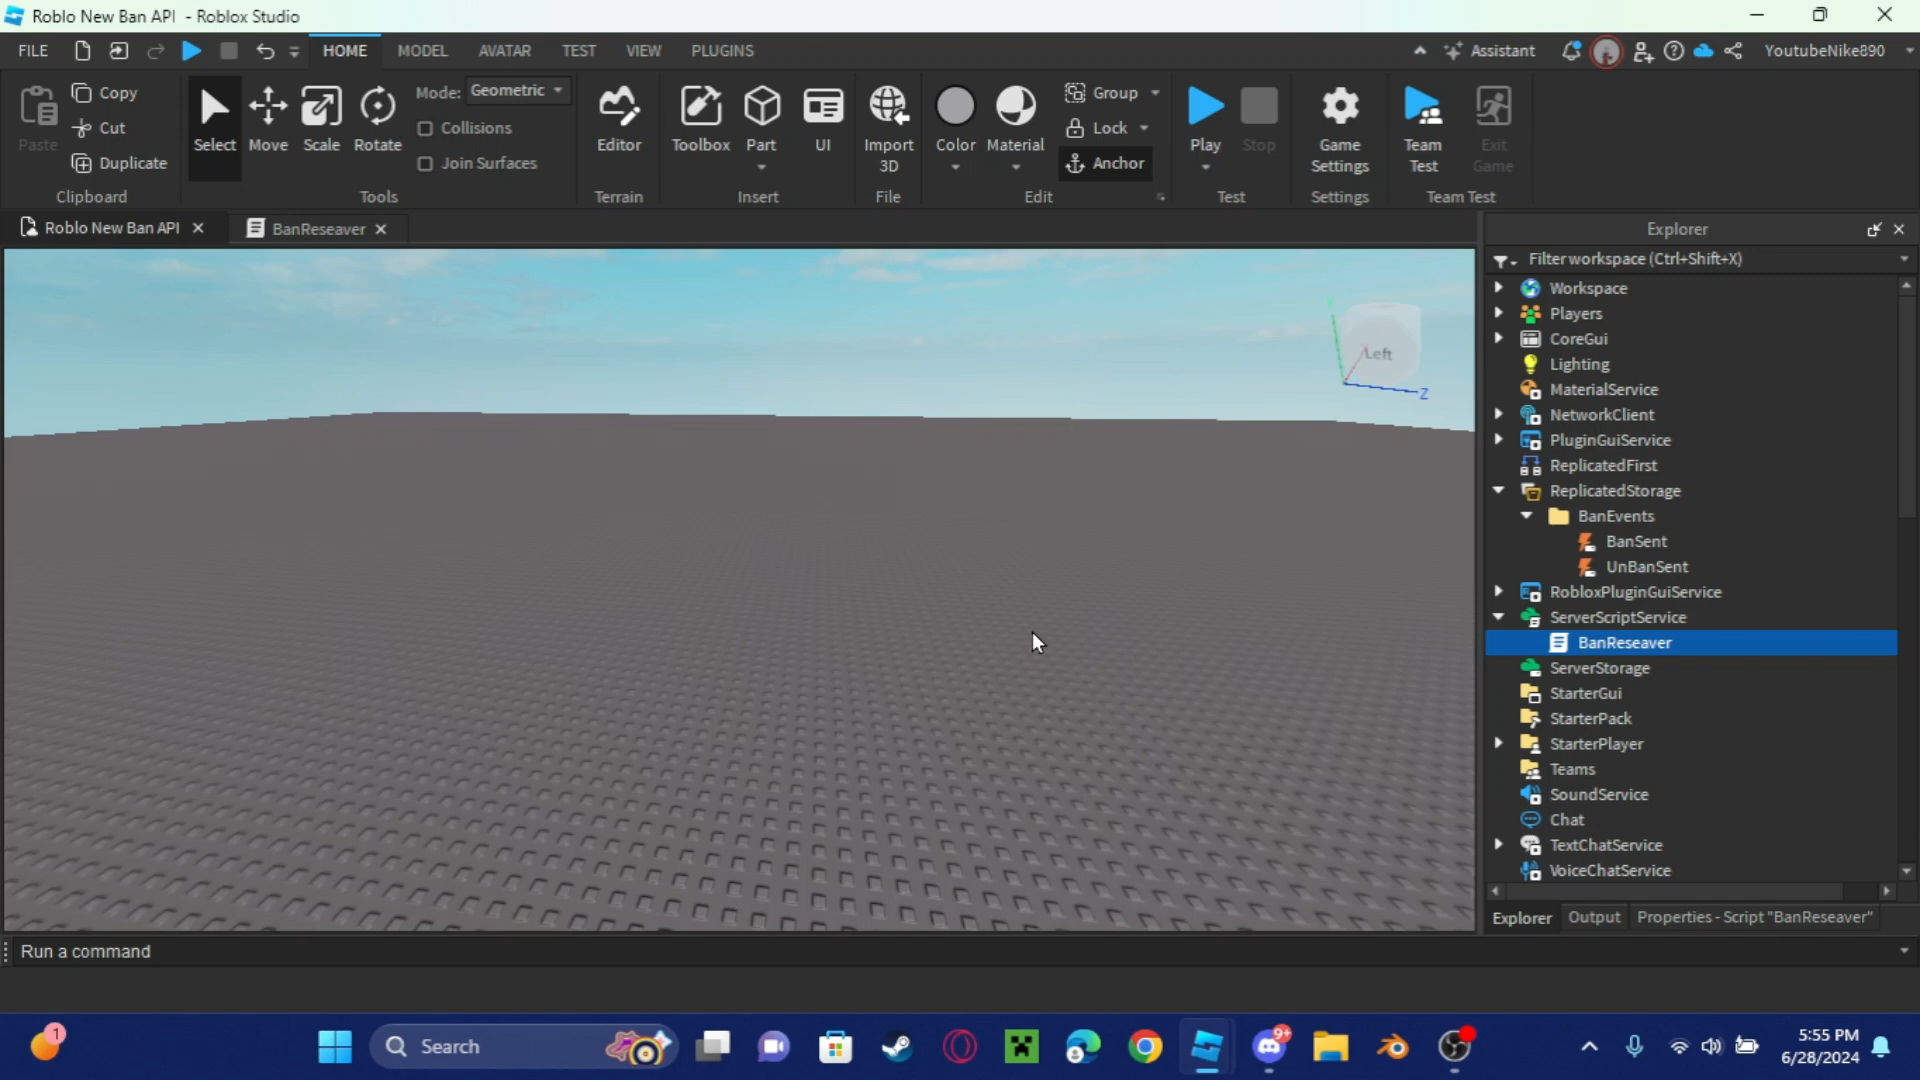 Roblo New Ban API - Roblox Studio
FILE HOME MODEL AVATAR TEST VIEW PLUGINS Assistant YoutubeNike890
Paste
Copy
Cut
Duplicate
Clipboard
Select
Move
Scale
Rotate
Mode: Geometric
Collisions
Join Surfaces
Tools
Editor
Terrain
Toolbox
Part
UI
Insert
Import
3D
File
Color
Material
Group
Lock
Anchor
Edit
Play
Stop
Test
Game
Settings
Settings
Team
Test
Exit
Game
Team Test
Roblo New Ban API
BanReseaver
Left
Z
Explorer
Filter workspace (Ctrl+Shift+X)
Workspace
Players
CoreGui
Lighting
MaterialService
NetworkClient
PluginGuiService
ReplicatedFirst
ReplicatedStorage
BanEvents
BanSent
UnBanSent
RobloxPluginGuiService
ServerScriptService
BanReseaver
ServerStorage
StarterGui
StarterPack
StarterPlayer
Teams
SoundService
Chat
TextChatService
VoiceChatService
Explorer Output Properties - Script "BanReseaver"
Run a command
1
Search
9+
5:55 PM
6/28/2024